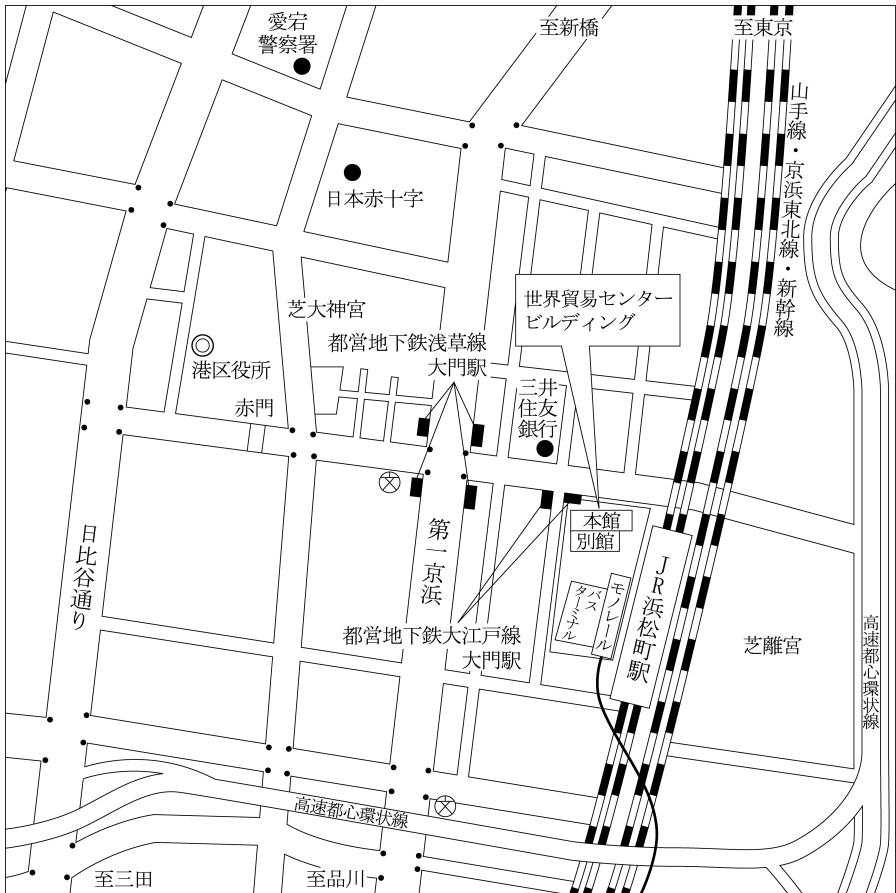 愛宕
警察署
至新橋
至東京
山手線・京浜東北線・新幹線
日本赤十字
芝大神宮
世界貿易センター
ビルディング
都営地下鉄浅草線
大門駅
港区役所
赤門
三井
住友
銀行
本館
別館
第一京浜
日比谷通り
JR浜松町駅
モノレール
バス
ターミナル
都営地下鉄大江戸線
大門駅
芝離宮
高速都心環状線
高速都心環状線
至三田
至品川